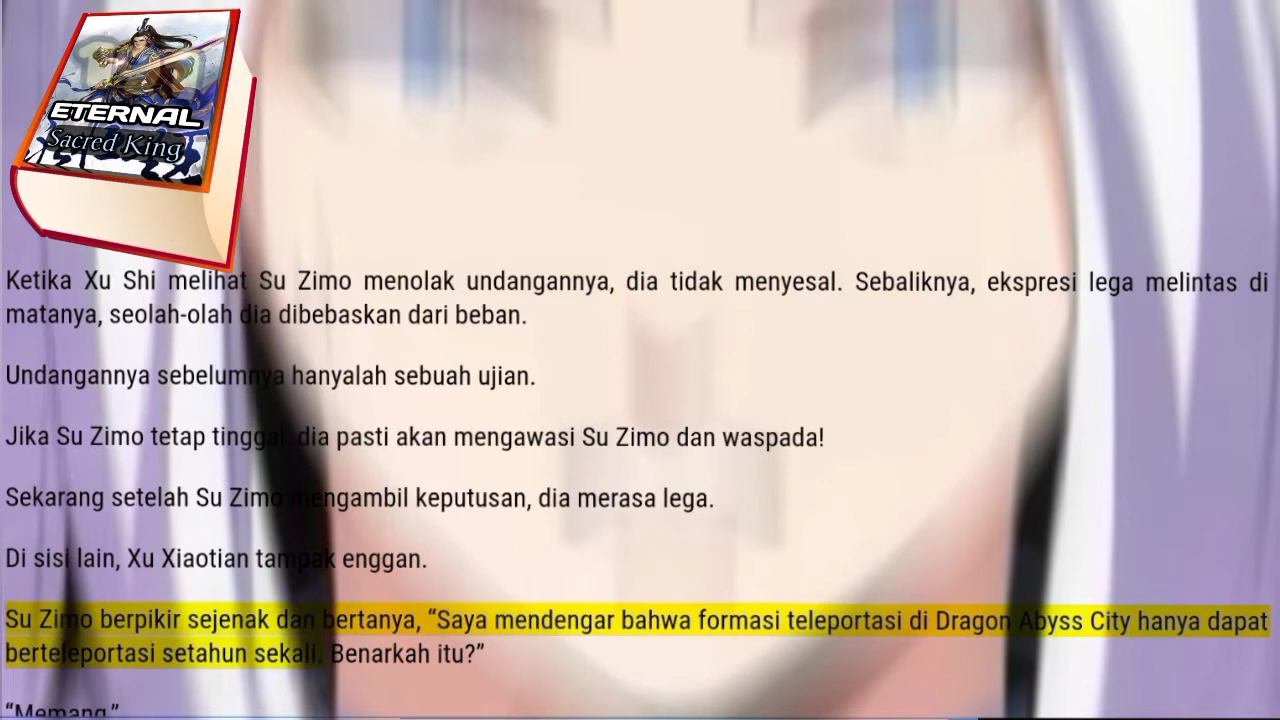 ETERNAL
Sacred King
Ketika Xu Shi melihat Su Zimo menolak undangannya, dia tidak menyesal. Sebaliknya, ekspresi lega melintas di
matanya, seolah-olah dia dibebaskan dari beban.
Undangannya sebelumnya hanyalah sebuah ujian.
Jika Su Zimo tetap tinggal, dia pasti akan mengawasi Su Zimo dan waspada!
Sekarang setelah Su Zimo mengambil keputusan, dia merasa lega.
Di sisi lain, Xu Xiaotian tampak enggan.
Su Zimo berpikir sejenak dan bertanya, “Saya mendengar bahwa formasi teleportasi di Dragon Abyss City hanya dapat
berteleportasi setahun sekali. Benarkah itu?”
“Memang.”